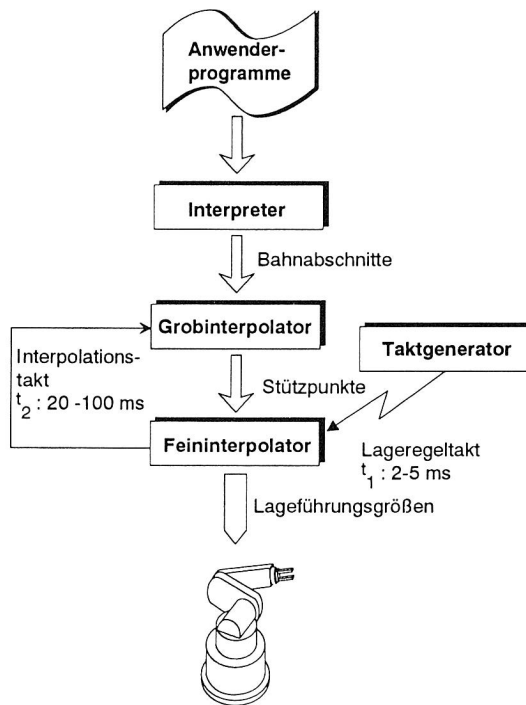 Anwender-
programme
Interpreter
Bahnabschnitte
Grobinterpolator
Taktgenerator
Interpolations-
takt
t2 : 20 -100 ms
Stützpunkte
Feininterpolator
Lageregeltakt
t1 : 2-5 ms
Lageführungsgrößen